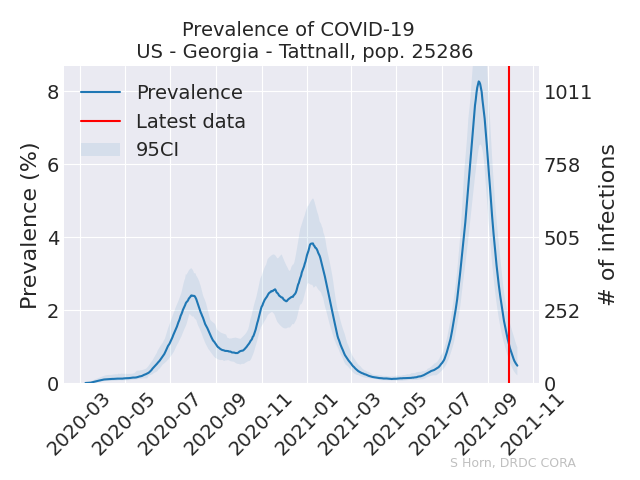 Prevalence of COVID-19
US - Georgia - Tattnall, pop. 25286
Prevalence
Latest data
95CI
Prevalence (%)
8
6
4
2
0
1011
758
505
252
0
# of infections
2020-03
2020-05
2020-07
2020-09
2020-11
2021-01
2021-03
2021-05
2021-07
2021-09
2021-11
S Horn, DRDC CORA